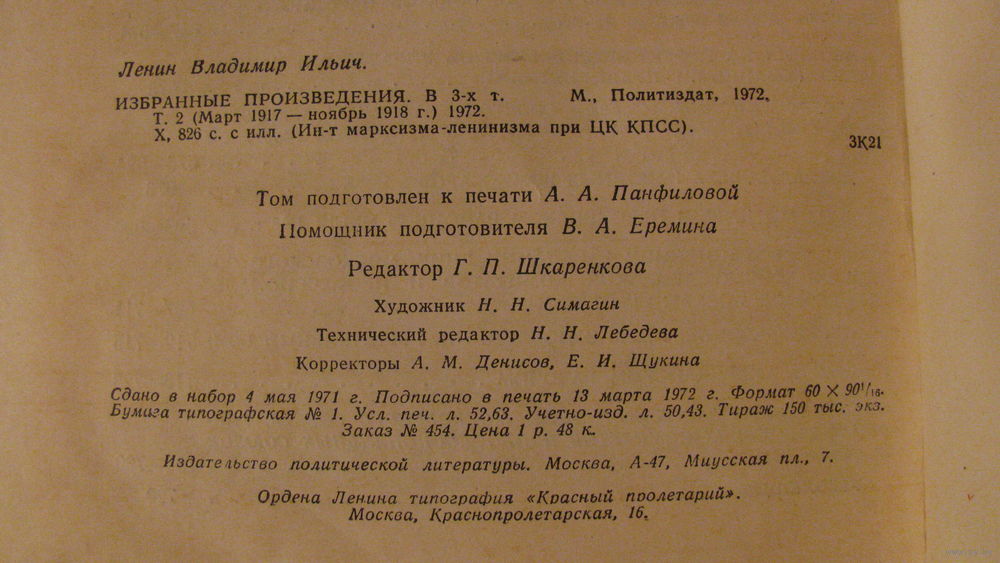 Ленин Владимир Ильич.
ИЗБРАННЫЕ ПРОИЗВЕДЕНИЯ. В 3-х т. М., Политиздат, 1972.
Т. 2 (Март 1917 — ноябрь 1918 г.) 1972.
X, 826 с. с илл. (Ин-т марксизма-ленинизма при ЦК КПСС).
3К21
Том подготовлен к печати А. А. Панфиловой
Помощник подготовителя В. А. Еремина
Редактор Г. П. Шкаренкова
Художник Н. Н. Симагин
Технический редактор Н. Н. Лебедева
Корректоры А. М. Денисов, Е. И. Щукина
Сдано в набор 4 мая 1971 г. Подписано в печать 13 марта 1972 г. Формат 60 × 90¹/₁₆.
Бумага типографская № 1. Усл. печ. л. 52,63. Учетно-изд. л. 50,43. Тираж 150 тыс. экз.
Заказ № 454. Цена 1 р. 48 к.
Издательство политической литературы. Москва, А-47, Миусская пл., 7.
Ордена Ленина типография «Красный пролетарий».
Москва, Краснопролетарская, 16.